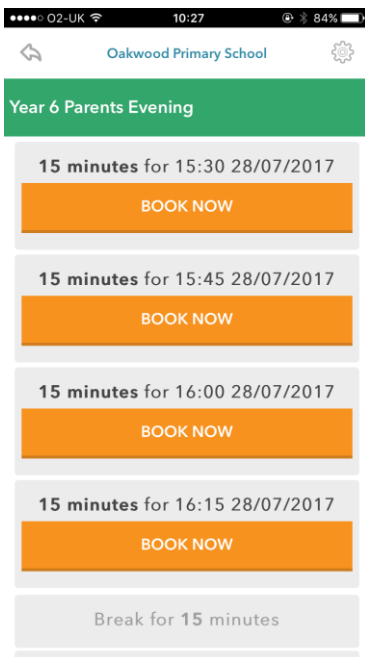 O2-UK 10:27 84%
Oakwood Primary School
Year 6 Parents Evening
15 minutes for 15:30 28/07/2017
BOOK NOW
15 minutes for 15:45 28/07/2017
BOOK NOW
15 minutes for 16:00 28/07/2017
BOOK NOW
15 minutes for 16:15 28/07/2017
BOOK NOW
Break for 15 minutes